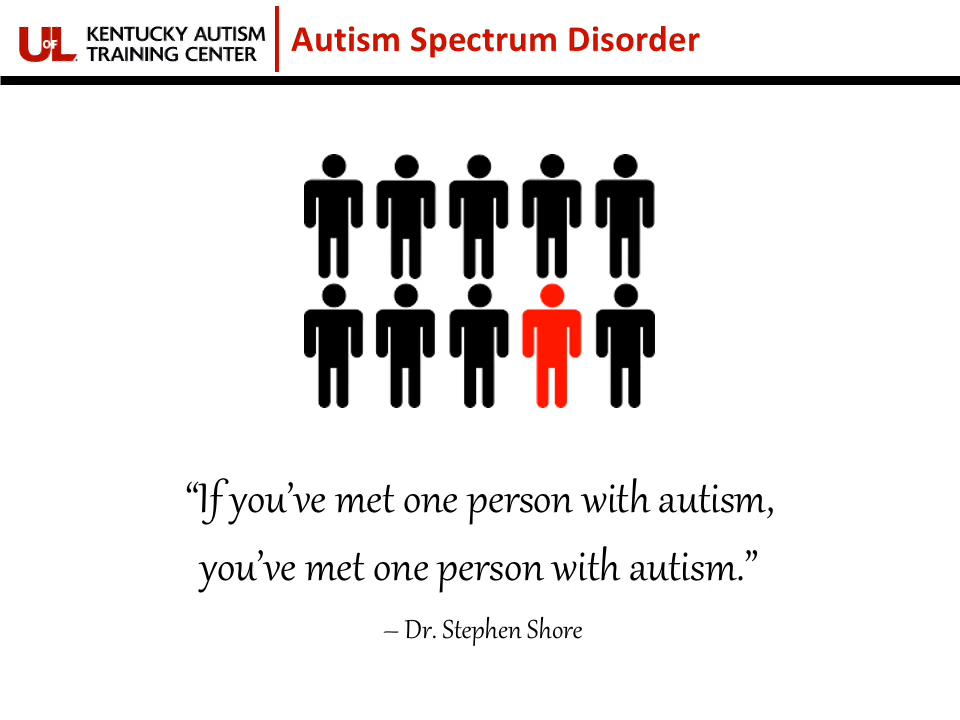 UofL
KENTUCKY AUTISM
TRAINING CENTER
Autism Spectrum Disorder
“If you’ve met one person with autism,
you’ve met one person with autism.”
– Dr. Stephen Shore